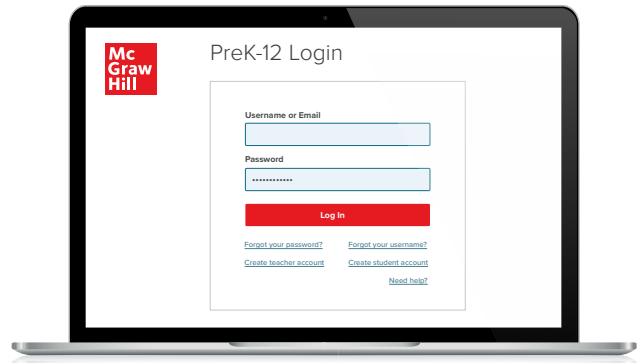 Mc
Graw
Hill
PreK-12 Login
Username or Email
Password
••••••••••••
Log In
Forgot your password? Forgot your username?
Create teacher account Create student account
Need help?